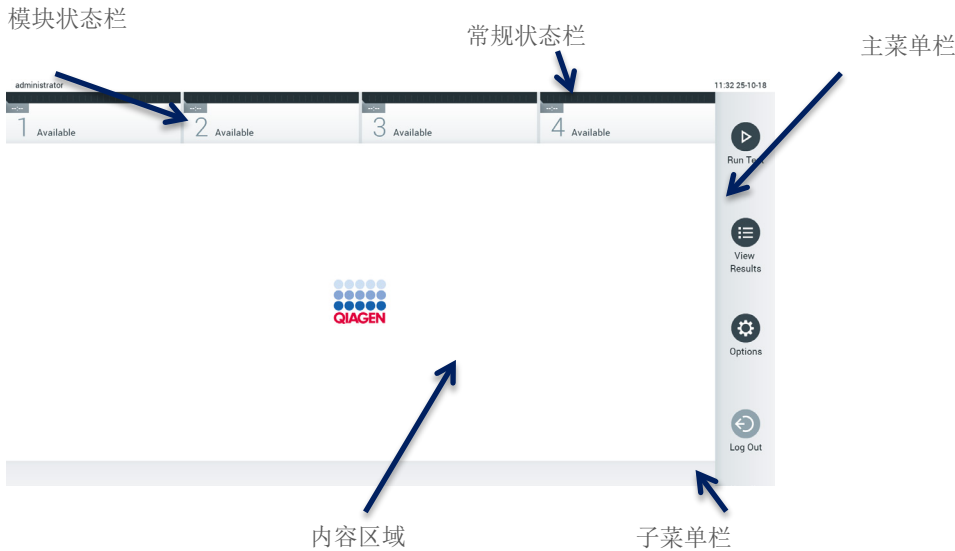 模块状态栏
常规状态栏
主菜单栏
administrator
11:32 25-10-18
--:--
--:--
--:--
--:--
1 Available
2 Available
3 Available
4 Available
Run Test
View
Results
QIAGEN
Options
Log Out
内容区域
子菜单栏